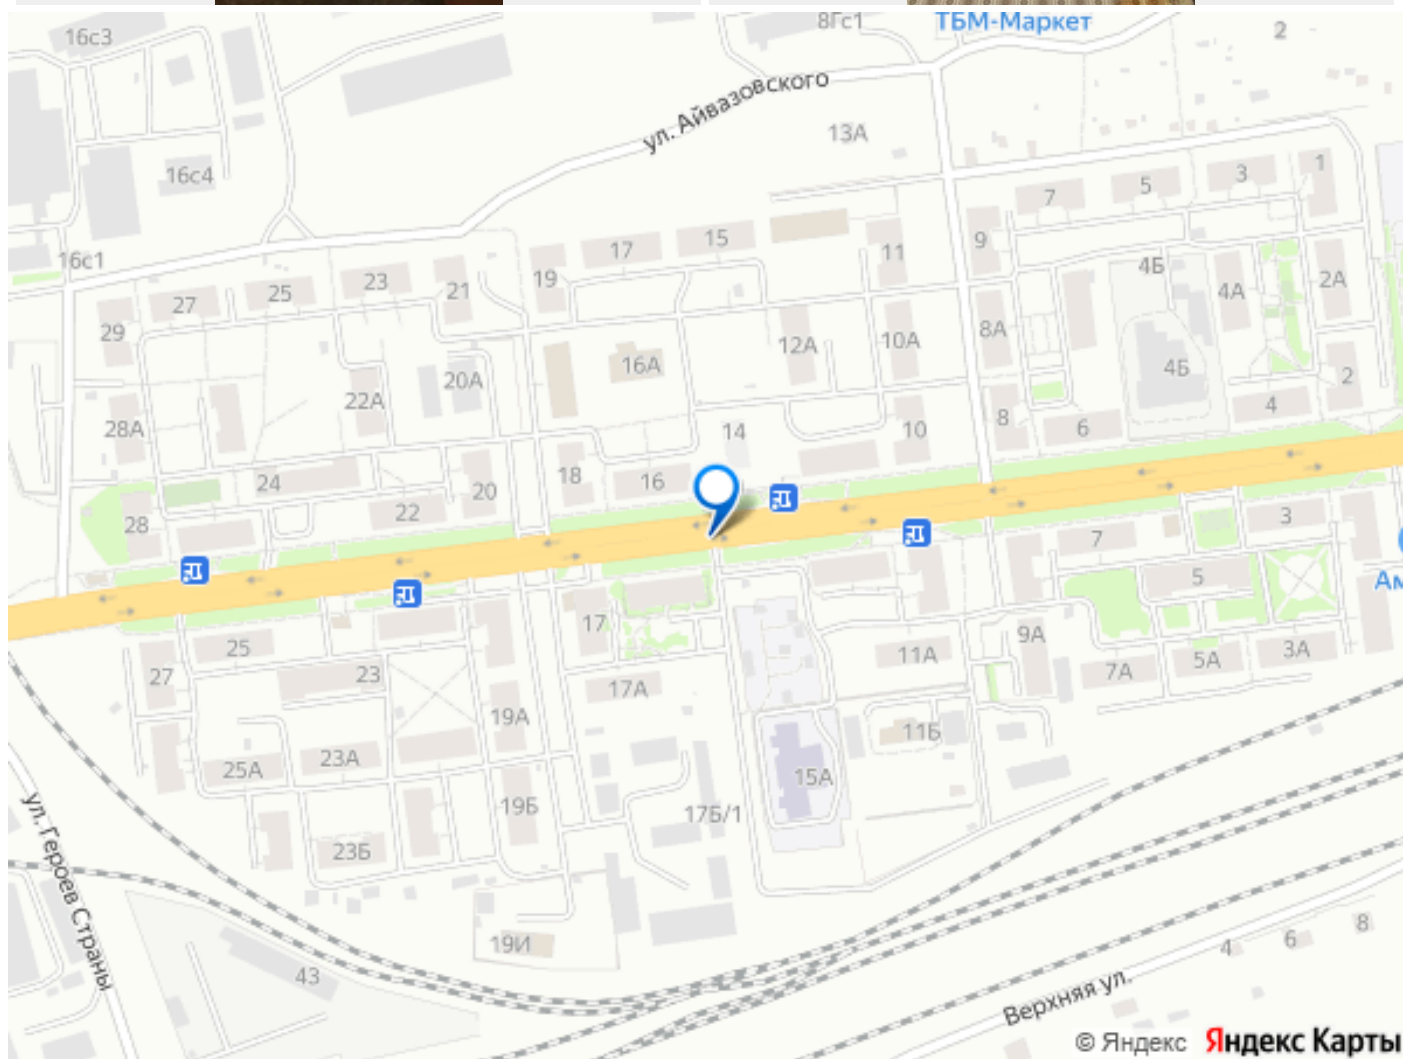 8Гс1
ТБМ-Маркет
2
16с3
ул. Айвазовского
13А
16с4
1
3
5
7
9
15
17
11
16с1
19
4Б
23
21
25
27
4А
2А
29
8А
12А
10А
16А
4Б
20А
22А
2
4
8
6
28А
14
10
18
16
24
20
22
28
3
7
5
Ам
17
25
9А
11А
3А
5А
7А
27
23
17А
19А
11Б
23А
25А
15А
19Б
17Б/1
23Б
ул. Героев Страны
8
6
4
19И
43
Верхняя ул.
© Яндекс Яндекс Карты